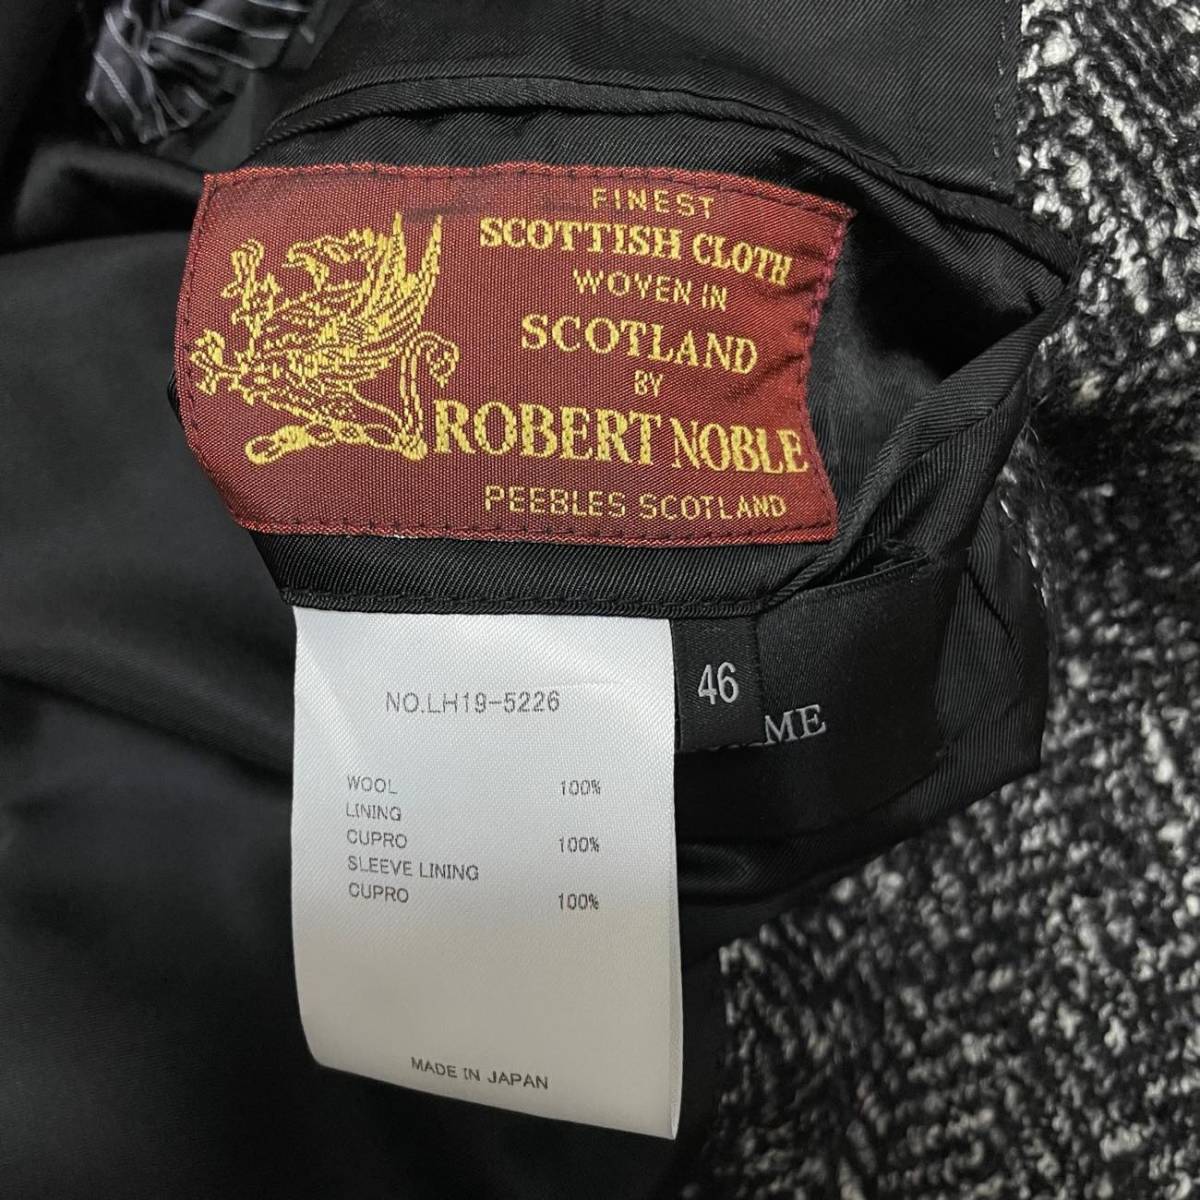 FINEST
SCOTTISH CLOTH
WOVEN IN
SCOTLAND
BY
ROBERT NOBLE
PEEBLES SCOTLAND
46
NO.LH19-5226
WOOL 100%
LINING
CUPRO 100%
SLEEVE LINING
CUPRO 100%
MADE IN JAPAN